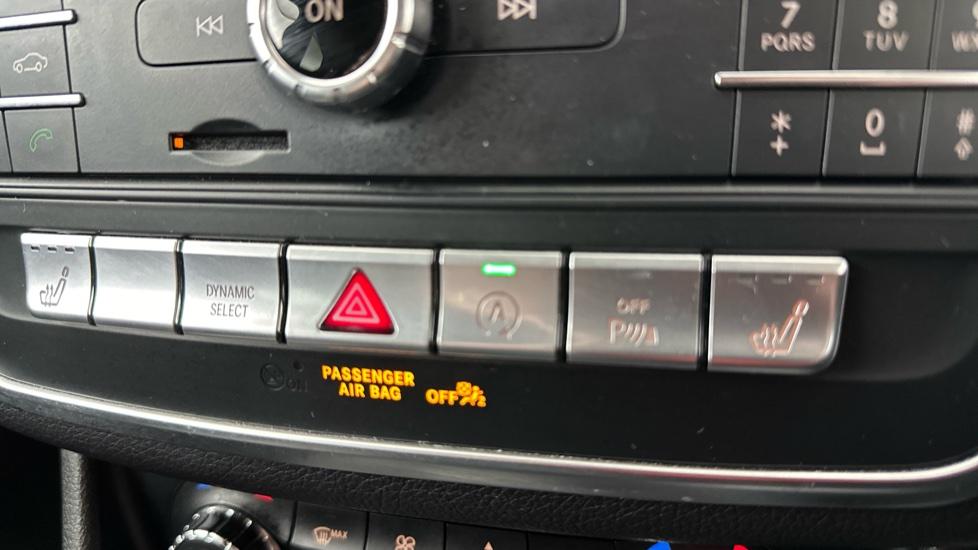 ON
7
PQRS
8
TUV
*
+
0
#
DYNAMIC
SELECT
A
OFF
P
ON
PASSENGER
AIR BAG OFF
MAX